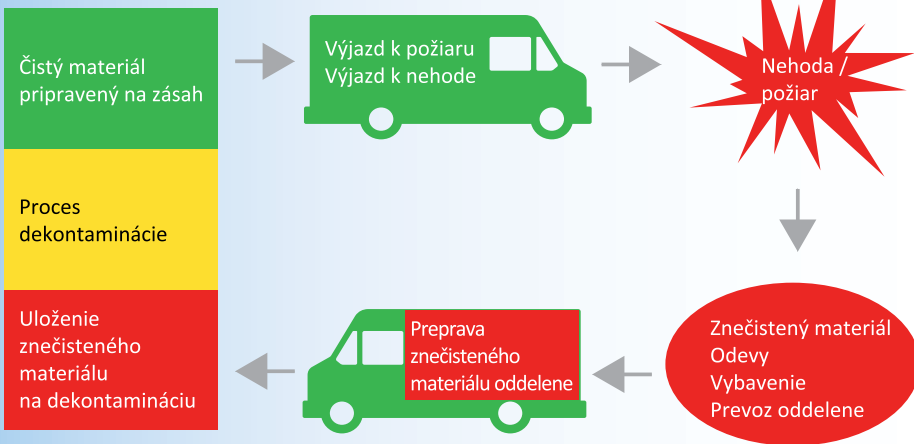 Čistý materiál
pripravený na zásah
Výjazd k požiaru
Výjazd k nehode
Nehoda /
požiar
Proces
dekontaminácie
Uloženie
znečisteného
materiálu
na dekontamináciu
Preprava
znečisteného
materiálu oddelene
Znečistený materiál
Odevy
Vybavenie
Prevoz oddelene